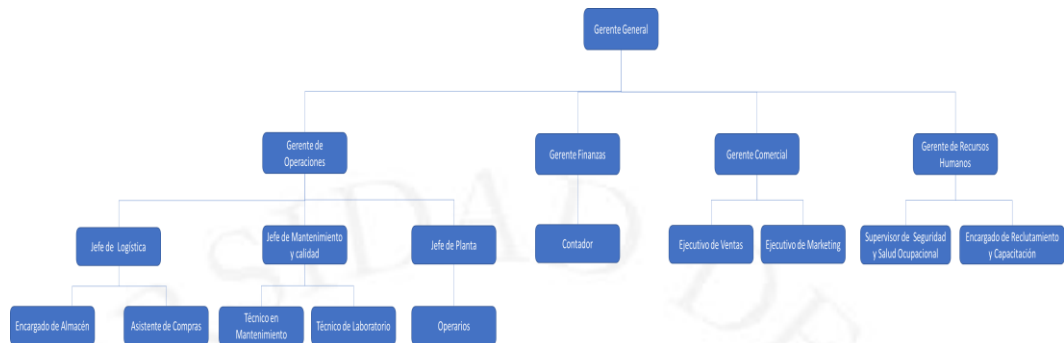 Gerente General
Gerente de
Operaciones
Gerente Finanzas
Gerente Comercial
Gerente de Recursos
Humanos
Jefe de Logística
Jefe de Mantenimiento
y calidad
Jefe de Planta
Contador
Ejecutivo de Ventas
Ejecutivo de Marketing
Supervisor de Seguridad
y Salud Ocupacional
Encargado de Reclutamiento
y Capacitación
Encargado de Almacén
Asistente de Compras
Técnico en
Mantenimiento
Técnico de Laboratorio
Operarios
SIDAD DE